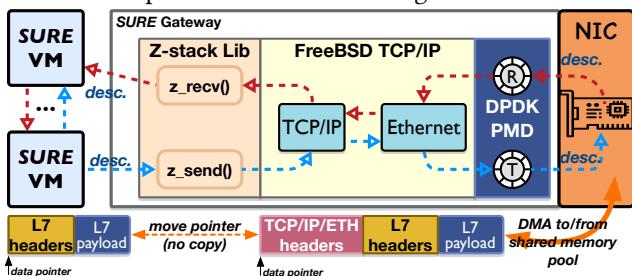 SURE Gateway
NIC
SURE
VM
Z-stack Lib
FreeBSD TCP/IP
z_recv()
R
desc.
desc.
...
desc.
TCP/IP
Ethernet
DPDK
PMD
SURE
VM
desc.
z_send()
T
desc.
L7
headers
L7
payload
move pointer
(no copy)
TCP/IP/ETH
headers
L7
headers
L7
payload
DMA to/from
shared memory
pool
data pointer
data pointer